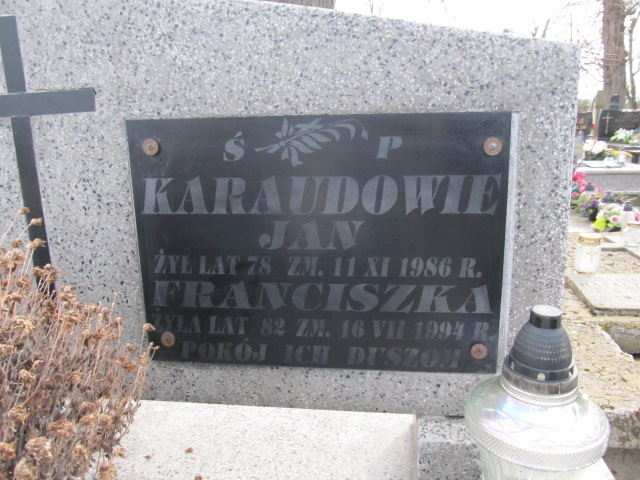 Ś P
KARAUDOWIE
JAN
ŻYŁ LAT 78 ZM. 11 XI 1986 R.
FRANCISZKA
ŻYŁA LAT 82 ZM. 16 VII 1994 R.
POKÓJ ICH DUSZOM